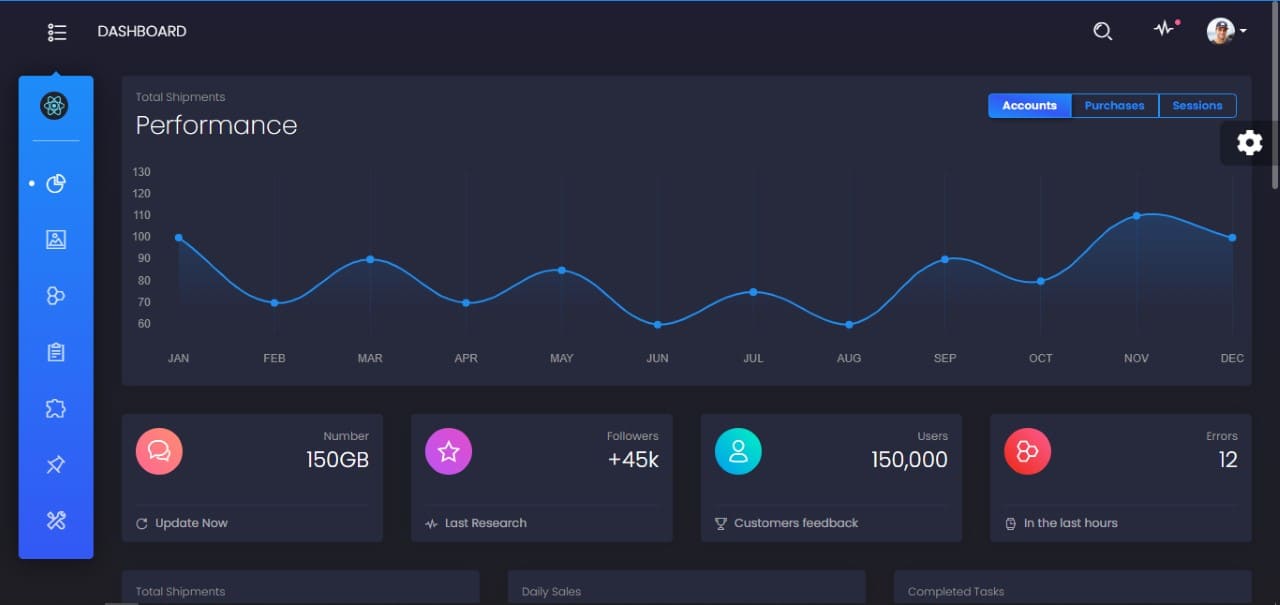 DASHBOARD
Total Shipments
Performance
Accounts Purchases Sessions
130
120
110
100
90
80
70
60
JAN FEB MAR APR MAY JUN JUL AUG SEP OCT NOV DEC
Number
150GB
Update Now
Followers
+45k
Last Research
Users
150,000
Customers feedback
Errors
12
In the last hours
Total Shipments
Daily Sales
Completed Tasks